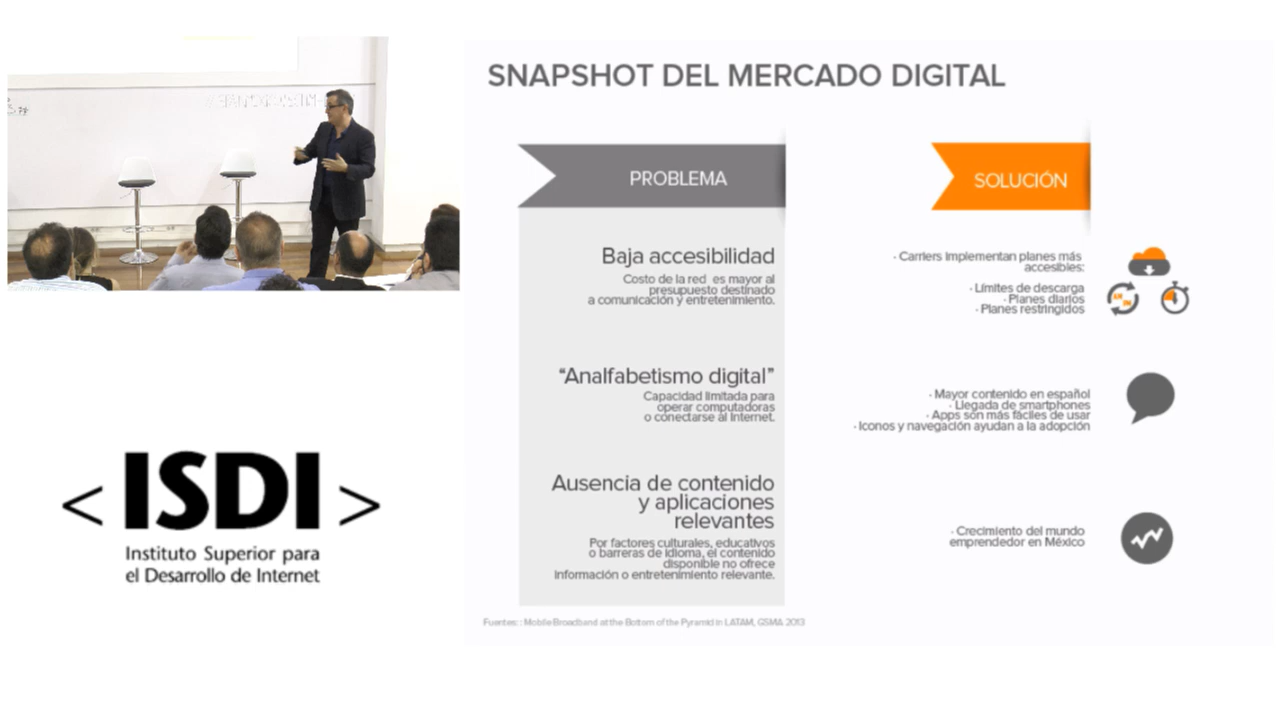 SNAPSHOT DEL MERCADO DIGITAL
PROBLEMA
Baja accesibilidad
Costo de la red es mayor al
presupuesto destinado
a comunicación y entretenimiento.
“Analfabetismo digital”
Capacidad limitada para
operar computadoras
o conectarse al Internet.
Ausencia de contenido
y aplicaciones
relevantes
Por factores culturales, educativos
o barreras de idioma, el contenido
disponible no ofrece
información o entretenimiento relevante.
SOLUCIÓN
· Carriers implementan planes más
accesibles:
· Límites de descarga
· Planes diarios
· Planes restringidos
· Mayor contenido en español
· Llegada de smartphones
· Apps son más fáciles de usar
· Iconos y navegación ayudan a la adopción
· Crecimiento del mundo
emprendedor en México
Fuentes: : Mobile Broadband at the Bottom of the Pyramid in LATAM, GSMA 2013
< ISDI >
Instituto Superior para
el Desarrollo de Internet